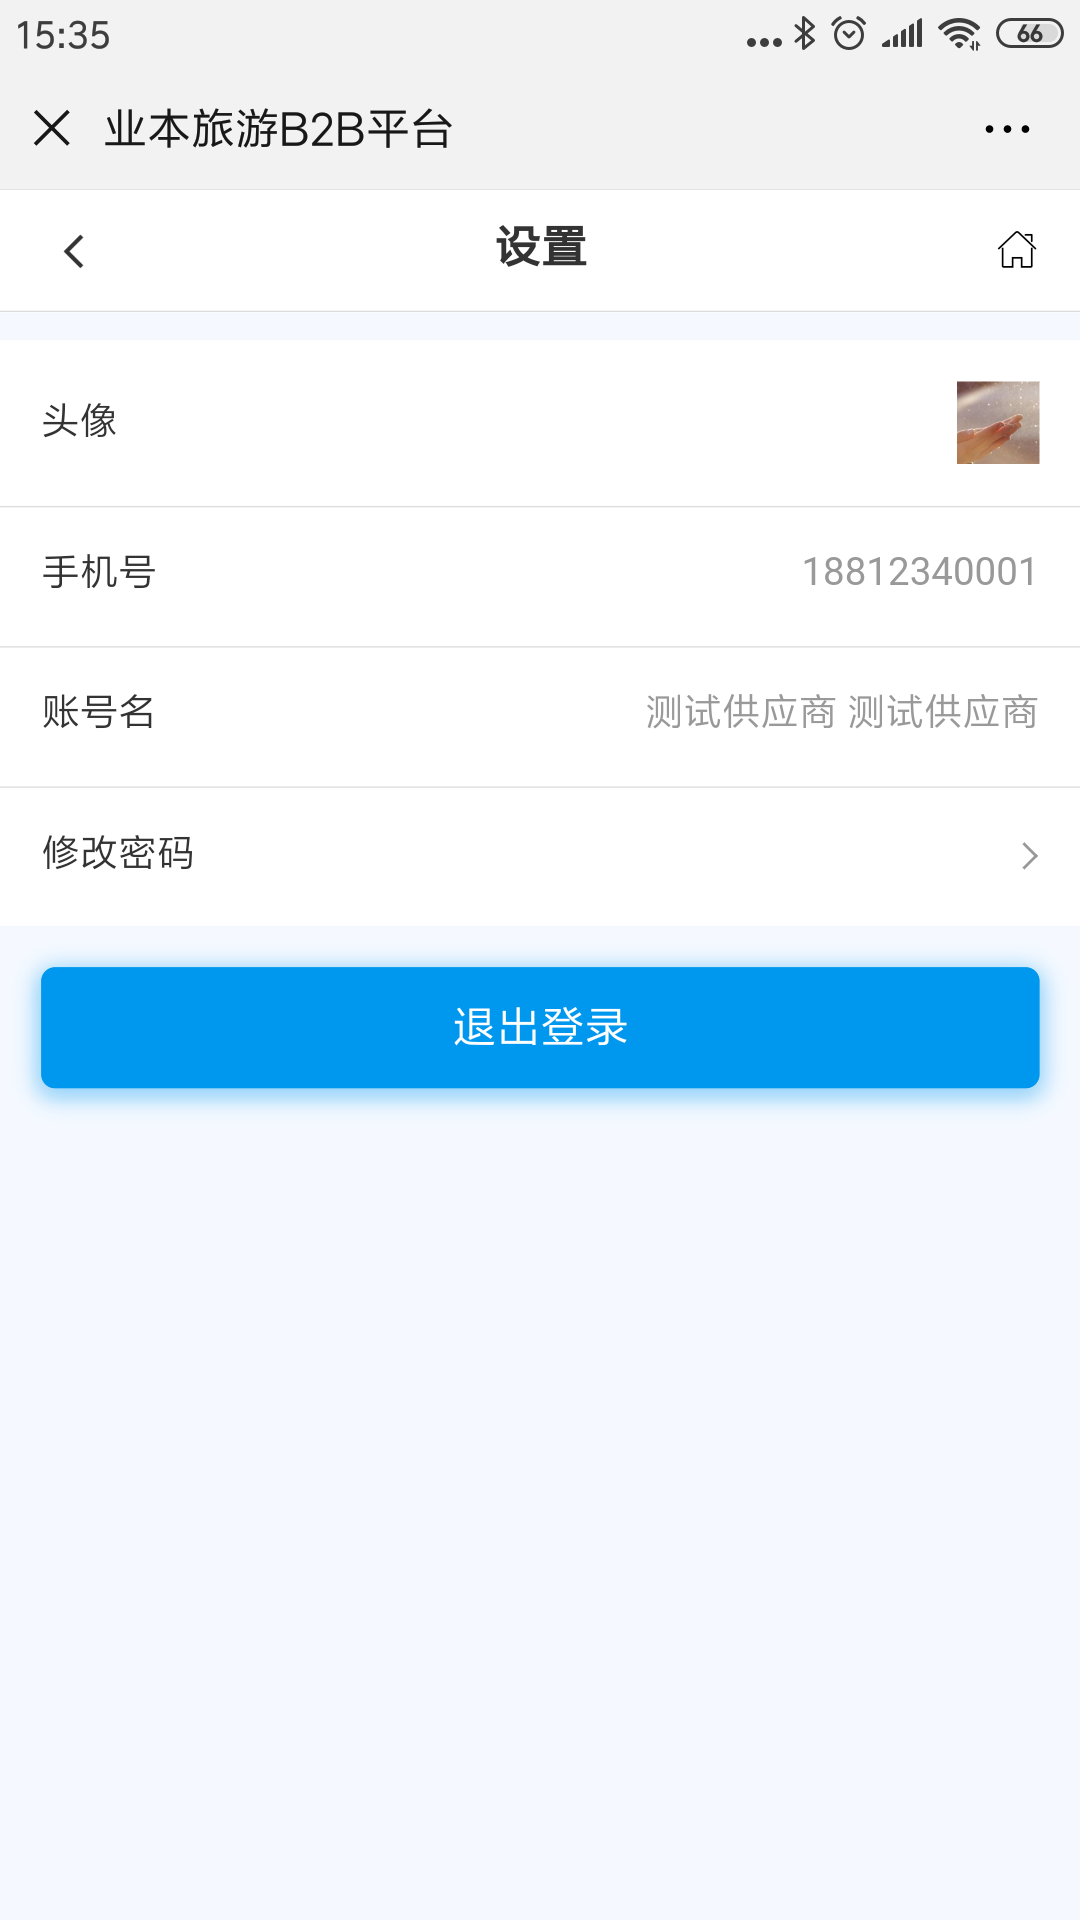 15:35
66
业本旅游B2B平台
设置
头像
手机号 18812340001
账号名 测试供应商 测试供应商
修改密码
退出登录